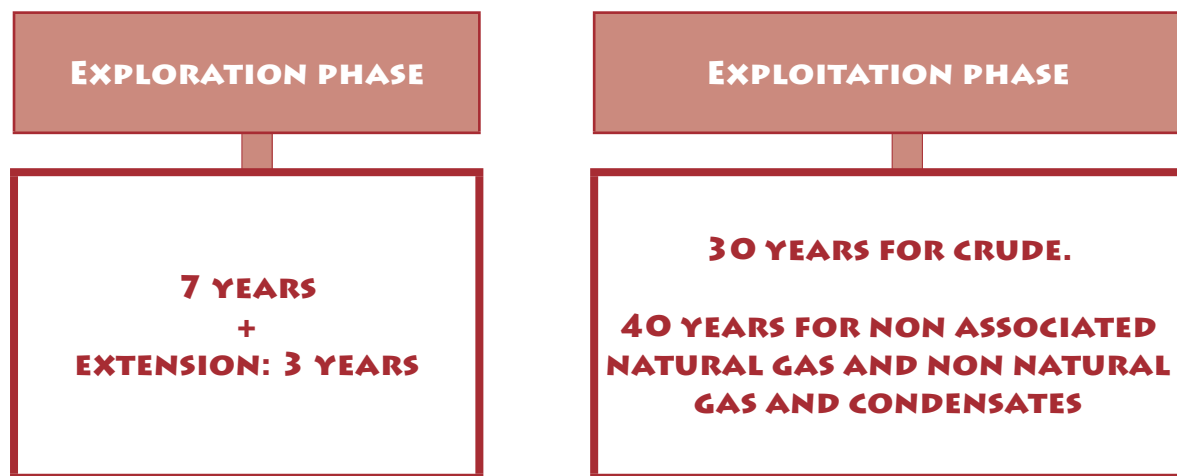 Exploration phase
Exploitation phase
7 years
+
extension: 3 years
30 years for crude.
40 years for non associated
natural gas and non natural
gas and condensates